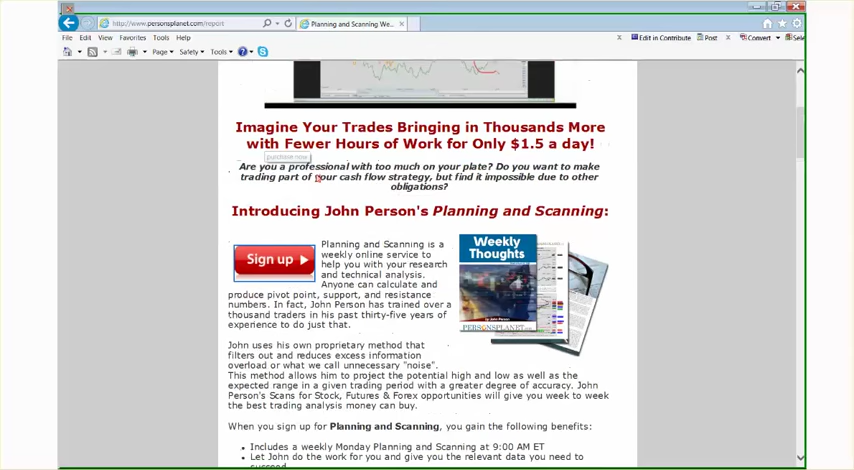 http://www.personsplanet.com/report
Planning and Scanning We...
File Edit View Favorites Tools Help
Edit in Contribute Post Convert Sele
Page Safety Tools
Imagine Your Trades Bringing in Thousands More
with Fewer Hours of Work for Only $1.5 a day!
purchase now
Are you a professional with too much on your plate? Do you want to make
trading part of your cash flow strategy, but find it impossible due to other
obligations?
Introducing John Person's Planning and Scanning:
Sign up
Planning and Scanning is a
weekly online service to
help you with your research
and technical analysis.
Anyone can calculate and
produce pivot point, support, and resistance
numbers. In fact, John Person has trained over a
thousand traders in his past thirty-five years of
experience to do just that.
Weekly
Thoughts
by John Person
PERSONSPLANET.com
John uses his own proprietary method that
filters out and reduces excess information
overload or what we call unnecessary "noise".
This method allows him to project the potential high and low as well as the
expected range in a given trading period with a greater degree of accuracy. John
Person's Scans for Stock, Futures & Forex opportunities will give you week to week
the best trading analysis money can buy.
When you sign up for Planning and Scanning, you gain the following benefits:
• Includes a weekly Monday Planning and Scanning at 9:00 AM ET
• Let John do the work for you and give you the relevant data you need to
succeed